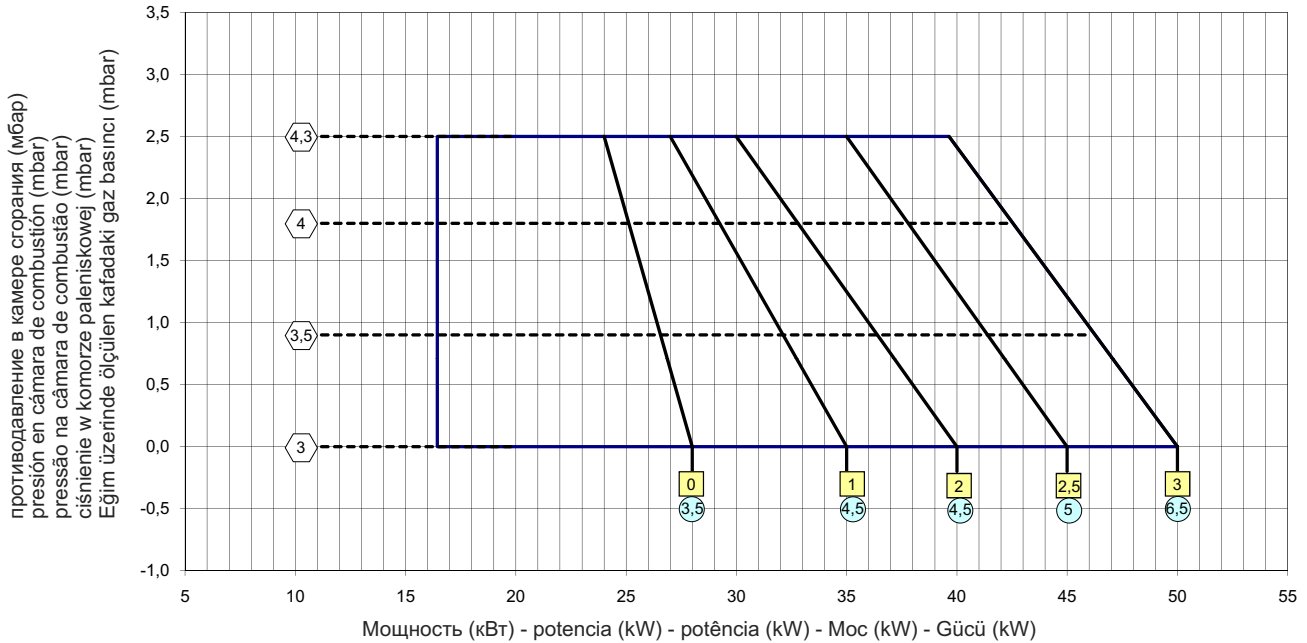 противодавление в камере сгорания (мбар)
presión en cámara de combustión (mbar)
pressão na câmara de combustão (mbar)
ciśnienie w komorze paleniskowej (mbar)
Eğim üzerinde ölçülen kafadaki gaz basıncı (mbar)
3,5
3,0
2,5
2,0
1,5
1,0
0,5
0,0
-0,5
-1,0
4,3
4
3,5
3
0 1 2 2,5 3
3,5 4,5 4,5 5 6,5
5 10 15 20 25 30 35 40 45 50 55
Мощность (кВт) - potencia (kW) - potência (kW) - Moc (kW) - Gücü (kW)